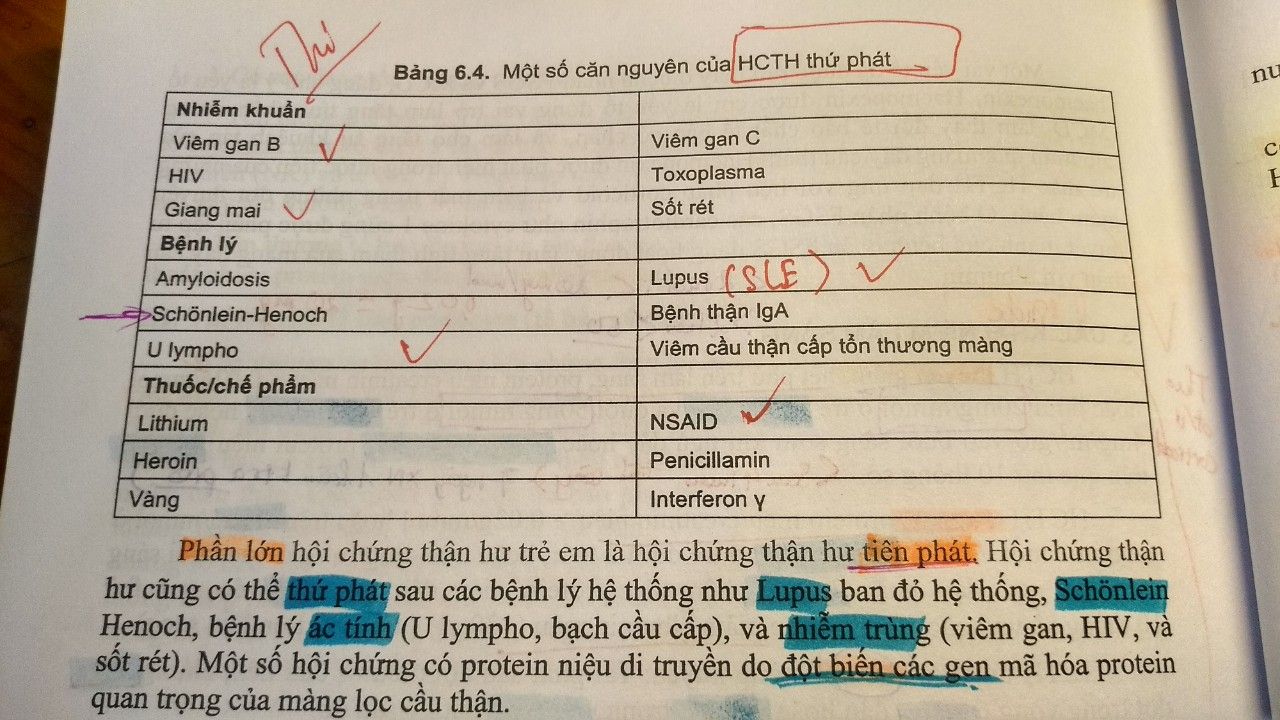 Thi
Bảng 6.4. Một số căn nguyên của HCTH thứ phát
Nhiễm khuẩn
Viêm gan B Viêm gan C
HIV Toxoplasma
Giang mai Sốt rét
Bệnh lý
Amyloidosis Lupus (SLE)
Schönlein-Henoch Bệnh thận IgA
U lympho Viêm cầu thận cấp tổn thương màng
Thuốc/chế phẩm
Lithium NSAID
Heroin Penicillamin
Vàng Interferon γ
Phần lớn hội chứng thận hư trẻ em là hội chứng thận hư tiên phát. Hội chứng thận
hư cũng có thể thứ phát sau các bệnh lý hệ thống như Lupus ban đỏ hệ thống, Schönlein
Henoch, bệnh lý ác tính (U lympho, bạch cầu cấp), và nhiễm trùng (viêm gan, HIV, và
sốt rét). Một số hội chứng có protein niệu di truyền do đột biến các gen mã hóa protein
quan trọng của màng lọc cầu thận.
nu